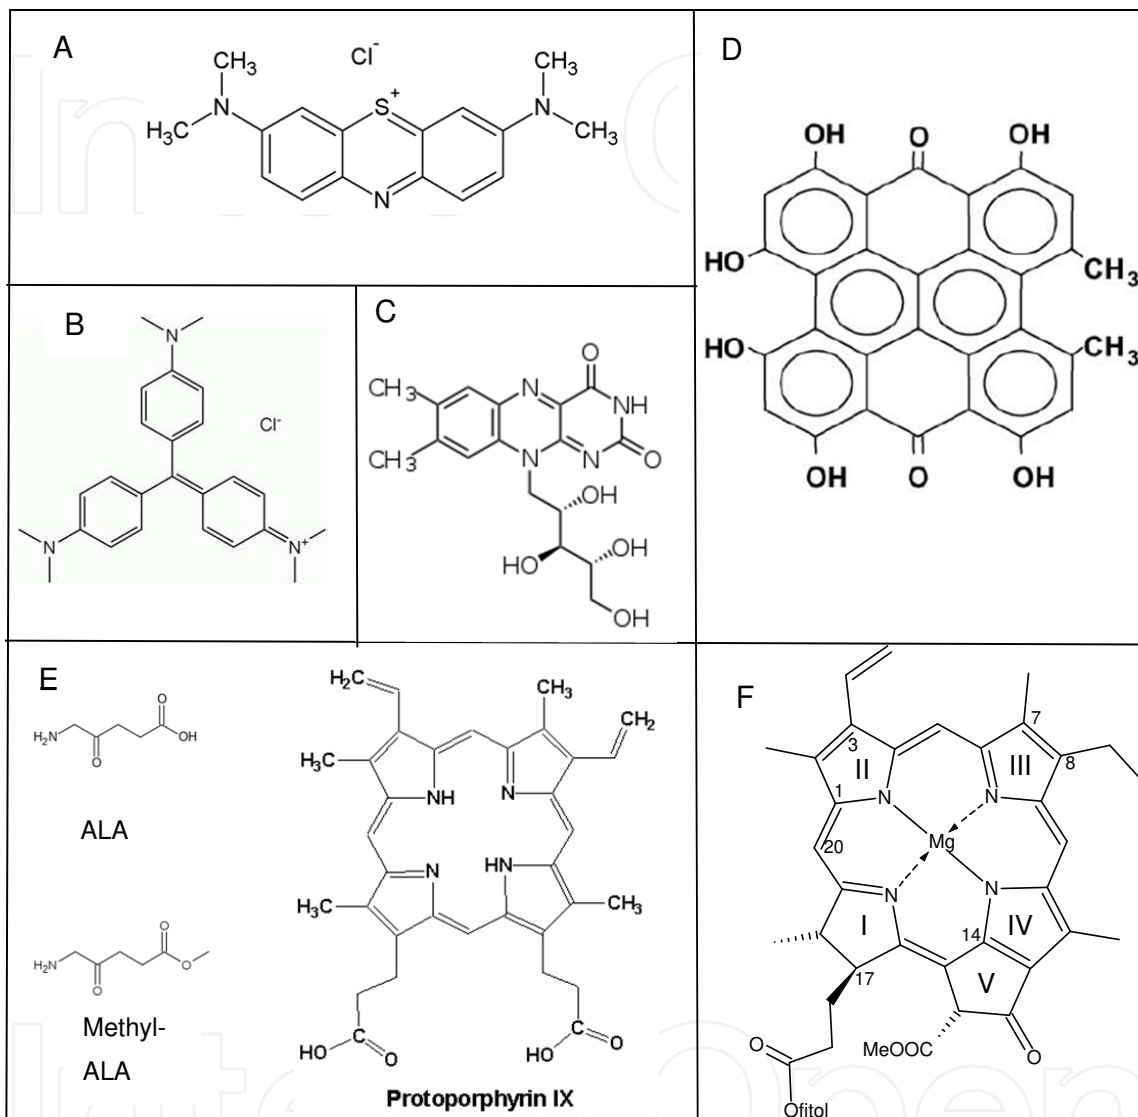 A
Cl-
CH3
CH3
N
S+
N
H3C
CH3
N
D
OH
O
OH
HO
CH3
HO
CH3
OH
O
OH
B
N
Cl-
N
N+
C
O
CH3
N
NH
CH3
N
N
O
OH
OH
HO
OH
E
H2N
O
OH
O
ALA
H2N
O
O
O
Methyl-
ALA
H2C
CH3
CH2
H3C
NH
N
N
HN
H3C
CH3
C
HO
O
C
HO
O
Protoporphyrin IX
F
3
7
8
II
III
1
N
N
20
Mg
N
N
I
14
IV
17
V
O
MeOOC
O
Ofitol